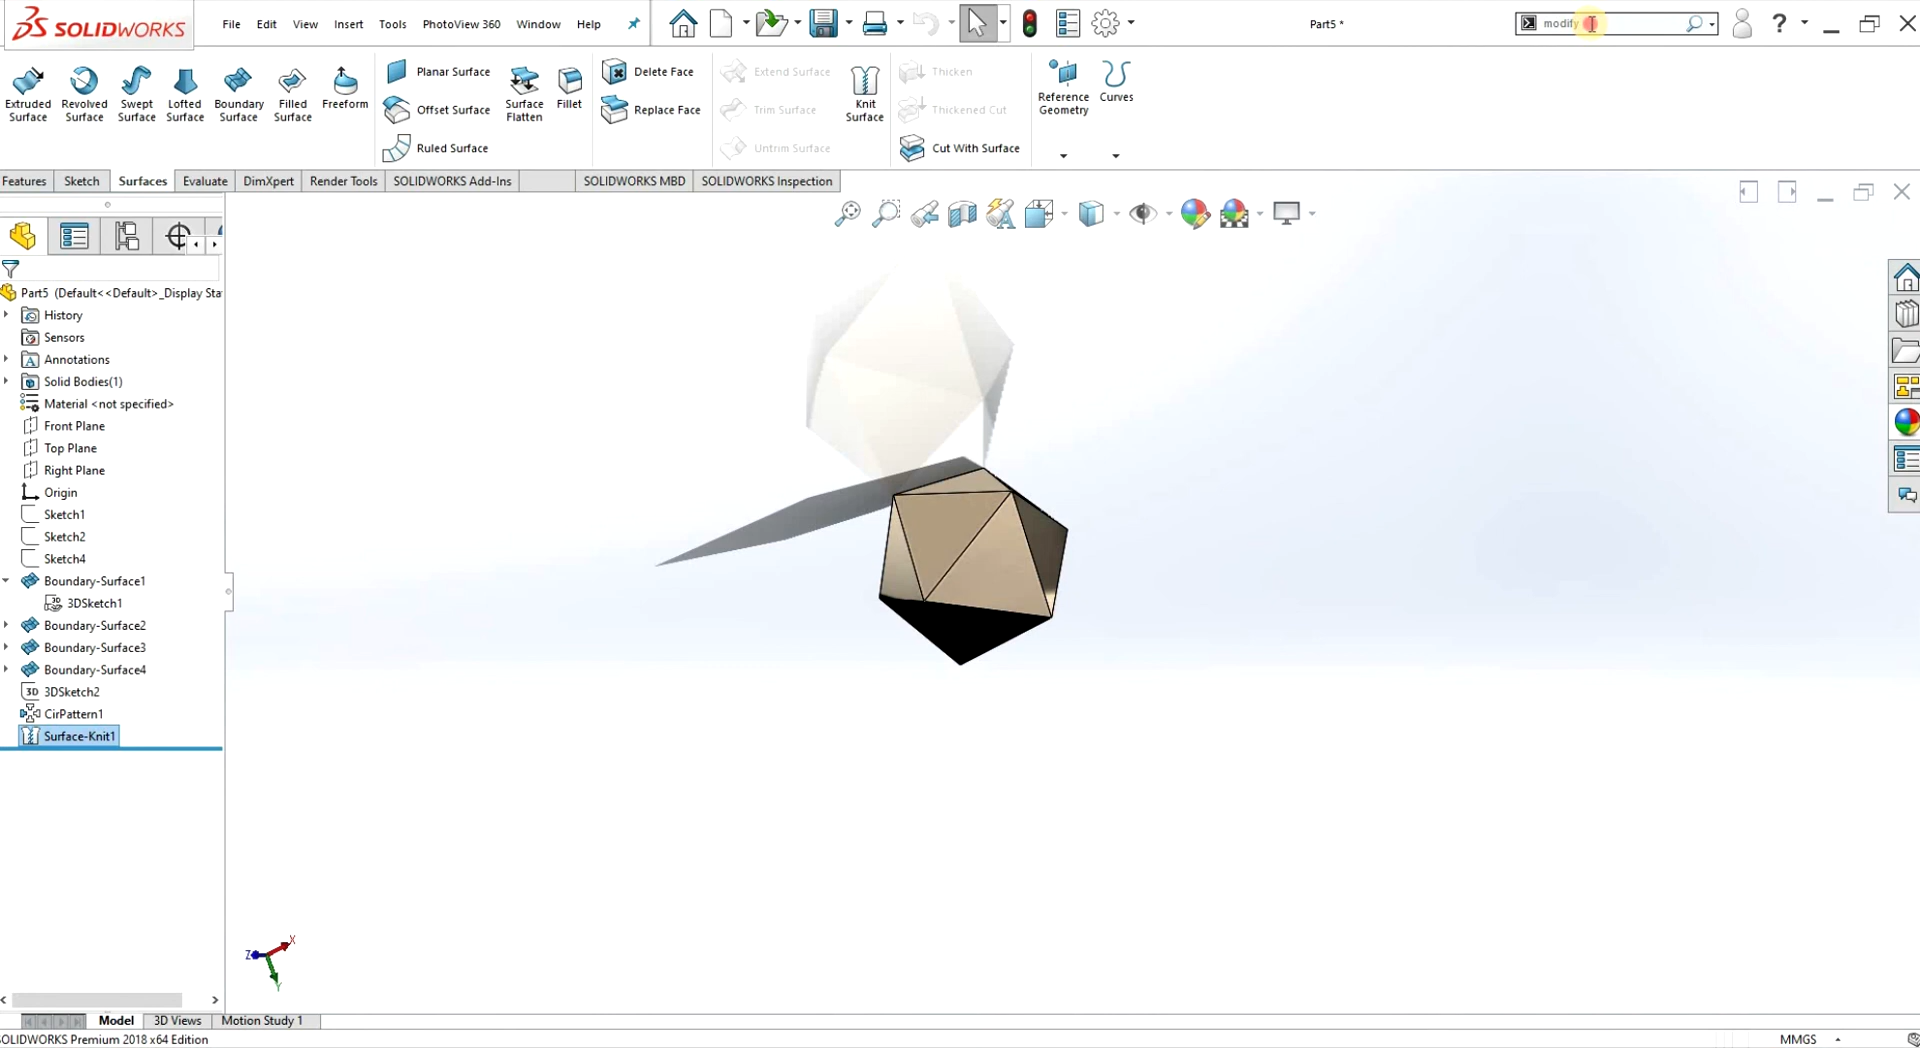 SOLIDWORKS
File Edit View Insert Tools PhotoView 360 Window Help
Part5 *
modify
Extruded Surface
Revolved Surface
Swept Surface
Lofted Surface
Boundary Surface
Filled Surface
Freeform
Planar Surface
Offset Surface
Ruled Surface
Surface Flatten
Fillet
Delete Face
Replace Face
Extend Surface
Trim Surface
Untrim Surface
Knit Surface
Thicken
Thickened Cut
Cut With Surface
Reference Geometry
Curves
Features Sketch Surfaces Evaluate DimXpert Render Tools SOLIDWORKS Add-Ins SOLIDWORKS MBD SOLIDWORKS Inspection
Part5 (Default<<Default>_Display Sta
History
Sensors
Annotations
Solid Bodies(1)
Material <not specified>
Front Plane
Top Plane
Right Plane
Origin
Sketch1
Sketch2
Sketch4
Boundary-Surface1
3DSketch1
Boundary-Surface2
Boundary-Surface3
Boundary-Surface4
3D 3DSketch2
CirPattern1
Surface-Knit1
X
Z
Y
Model 3D Views Motion Study 1
SOLIDWORKS Premium 2018 x64 Edition
MMGS